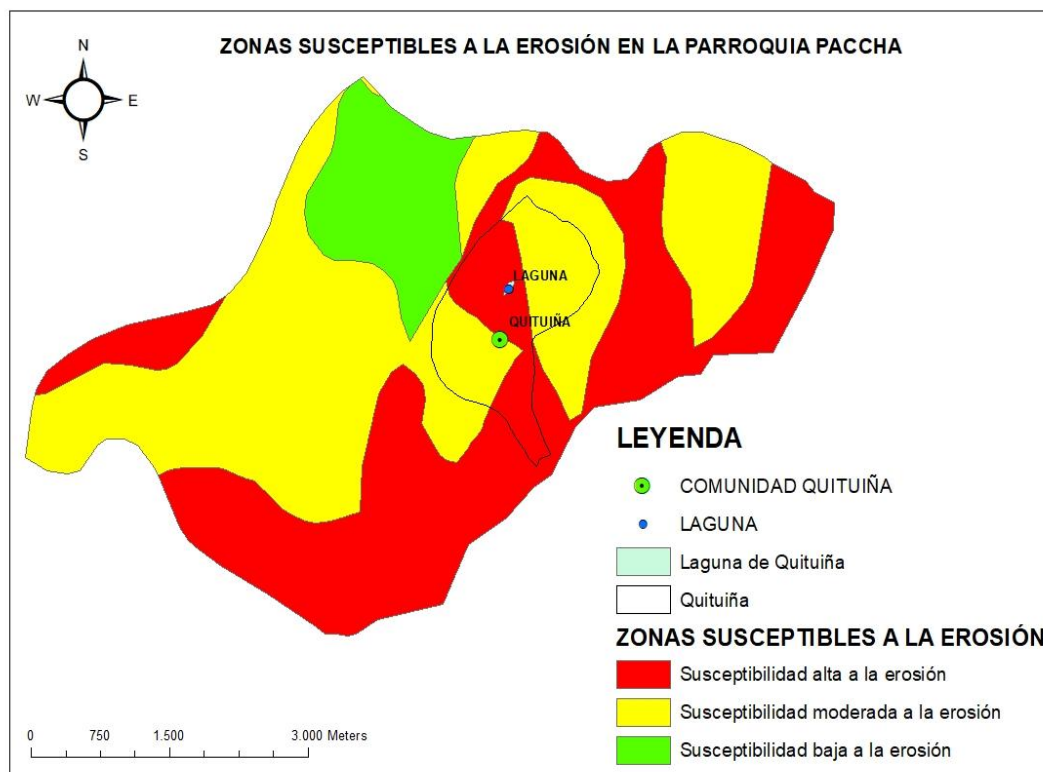 ZONAS SUSCEPTIBLES A LA EROSIÓN EN LA PARROQUIA PACCHA
N
W E
S
LAGUNA
QUITUIÑA
LEYENDA
COMUNIDAD QUITUIÑA
LAGUNA
Laguna de Quituiña
Quituiña
ZONAS SUSCEPTIBLES A LA EROSIÓN
Susceptibilidad alta a la erosión
Susceptibilidad moderada a la erosión
Susceptibilidad baja a la erosión
0 750 1.500 3.000 Meters